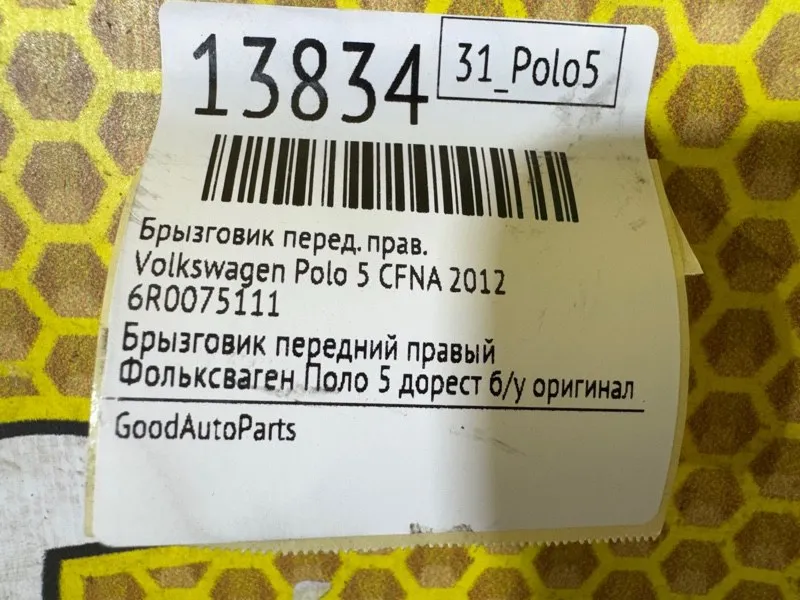 13834
31_Polo5
Брызговик перед. прав.
Volkswagen Polo 5 CFNA 2012
6R0075111
Брызговик передний правый
Фольксваген Поло 5 дорест б/у оригинал
GoodAutoParts